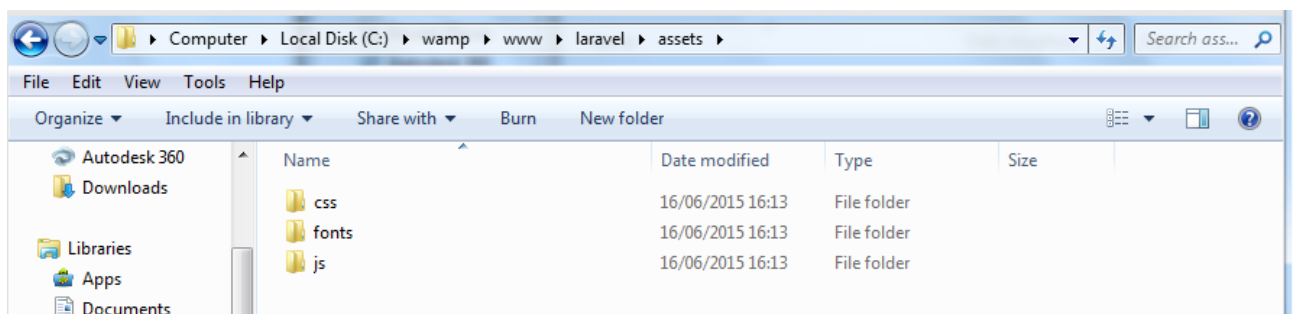 Computer Local Disk (C:) wamp www laravel assets Search ass...
File Edit View Tools Help
Organize Include in library Share with Burn New folder
Autodesk 360
Downloads
Libraries
Apps
Documents
Name Date modified Type Size
css 16/06/2015 16:13 File folder
fonts 16/06/2015 16:13 File folder
js 16/06/2015 16:13 File folder